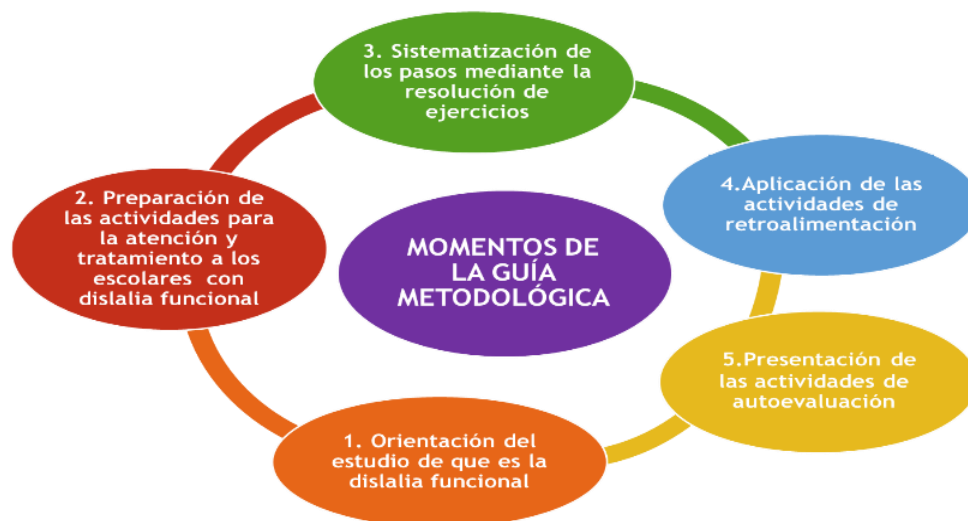 3. Sistematización de
los pasos mediante la
resolución de
ejercicios
4.Aplicación de las
actividades de
retroalimentación
2. Preparación de
las actividades para
la atención y
tratamiento a los
escolares con
dislalia funcional
MOMENTOS DE
LA GUÍA
METODOLÓGICA
5.Presentación de
las actividades de
autoevaluación
1. Orientación del
estudio de que es la
dislalia funcional